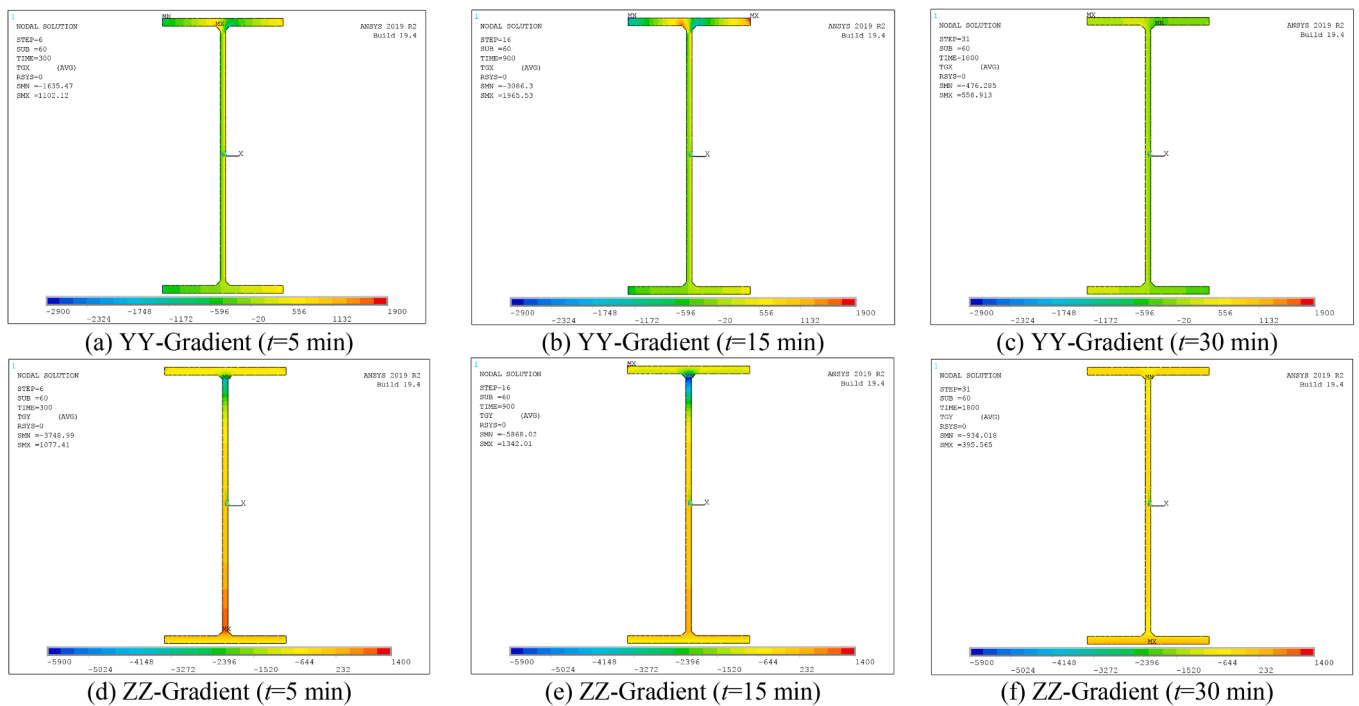 1
NODAL SOLUTION
STEP=6
SUB =60
TIME=300
TGX (AVG)
RSYS=0
SMN =-1635.47
SMX =1102.12
MN
MX
ANSYS 2019 R2
Build 19.4
X
-2900 -2324 -1748 -1172 -596 -20 556 1132 1900
(a) YY-Gradient (t=5 min)
1
NODAL SOLUTION
STEP=16
SUB =60
TIME=900
TGX (AVG)
RSYS=0
SMN =-3086.3
SMX =1965.53
MX
MX
ANSYS 2019 R2
Build 19.4
X
-2900 -2324 -1748 -1172 -596 -20 556 1132 1900
(b) YY-Gradient (t=15 min)
1
NODAL SOLUTION
STEP=31
SUB =60
TIME=1800
TGX (AVG)
RSYS=0
SMN =-476.285
SMX =558.913
MX
MN
ANSYS 2019 R2
Build 19.4
X
-2900 -2324 -1748 -1172 -596 -20 556 1132 1900
(c) YY-Gradient (t=30 min)
1
NODAL SOLUTION
STEP=6
SUB =60
TIME=300
TGY (AVG)
RSYS=0
SMN =-3748.99
SMX =1077.41
ANSYS 2019 R2
Build 19.4
X
MX
-5900 -5024 -4148 -3272 -2396 -1520 -644 232 1400
(d) ZZ-Gradient (t=5 min)
1
NODAL SOLUTION
STEP=16
SUB =60
TIME=900
TGY (AVG)
RSYS=0
SMN =-5868.02
SMX =1342.01
MX
ANSYS 2019 R2
Build 19.4
X
-5900 -5024 -4148 -3272 -2396 -1520 -644 232 1400
(e) ZZ-Gradient (t=15 min)
1
NODAL SOLUTION
STEP=31
SUB =60
TIME=1800
TGY (AVG)
RSYS=0
SMN =-934.018
SMX =395.565
MN
ANSYS 2019 R2
Build 19.4
X
MX
-5900 -5024 -4148 -3272 -2396 -1520 -644 232 1400
(f) ZZ-Gradient (t=30 min)